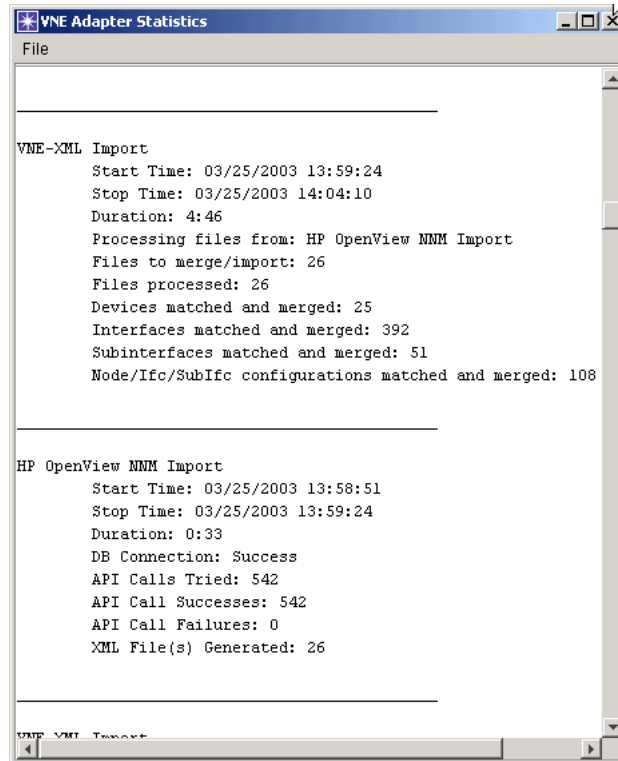 VNE Adapter Statistics
File
VNE-XML Import
Start Time: 03/25/2003 13:59:24
Stop Time: 03/25/2003 14:04:10
Duration: 4:46
Processing files from: HP OpenView NNM Import
Files to merge/import: 26
Files processed: 26
Devices matched and merged: 25
Interfaces matched and merged: 392
Subinterfaces matched and merged: 51
Node/Ifc/SubIfc configurations matched and merged: 108
HP OpenView NNM Import
Start Time: 03/25/2003 13:58:51
Stop Time: 03/25/2003 13:59:24
Duration: 0:33
DB Connection: Success
API Calls Tried: 542
API Call Successes: 542
API Call Failures: 0
XML File(s) Generated: 26
VNE-XML Import